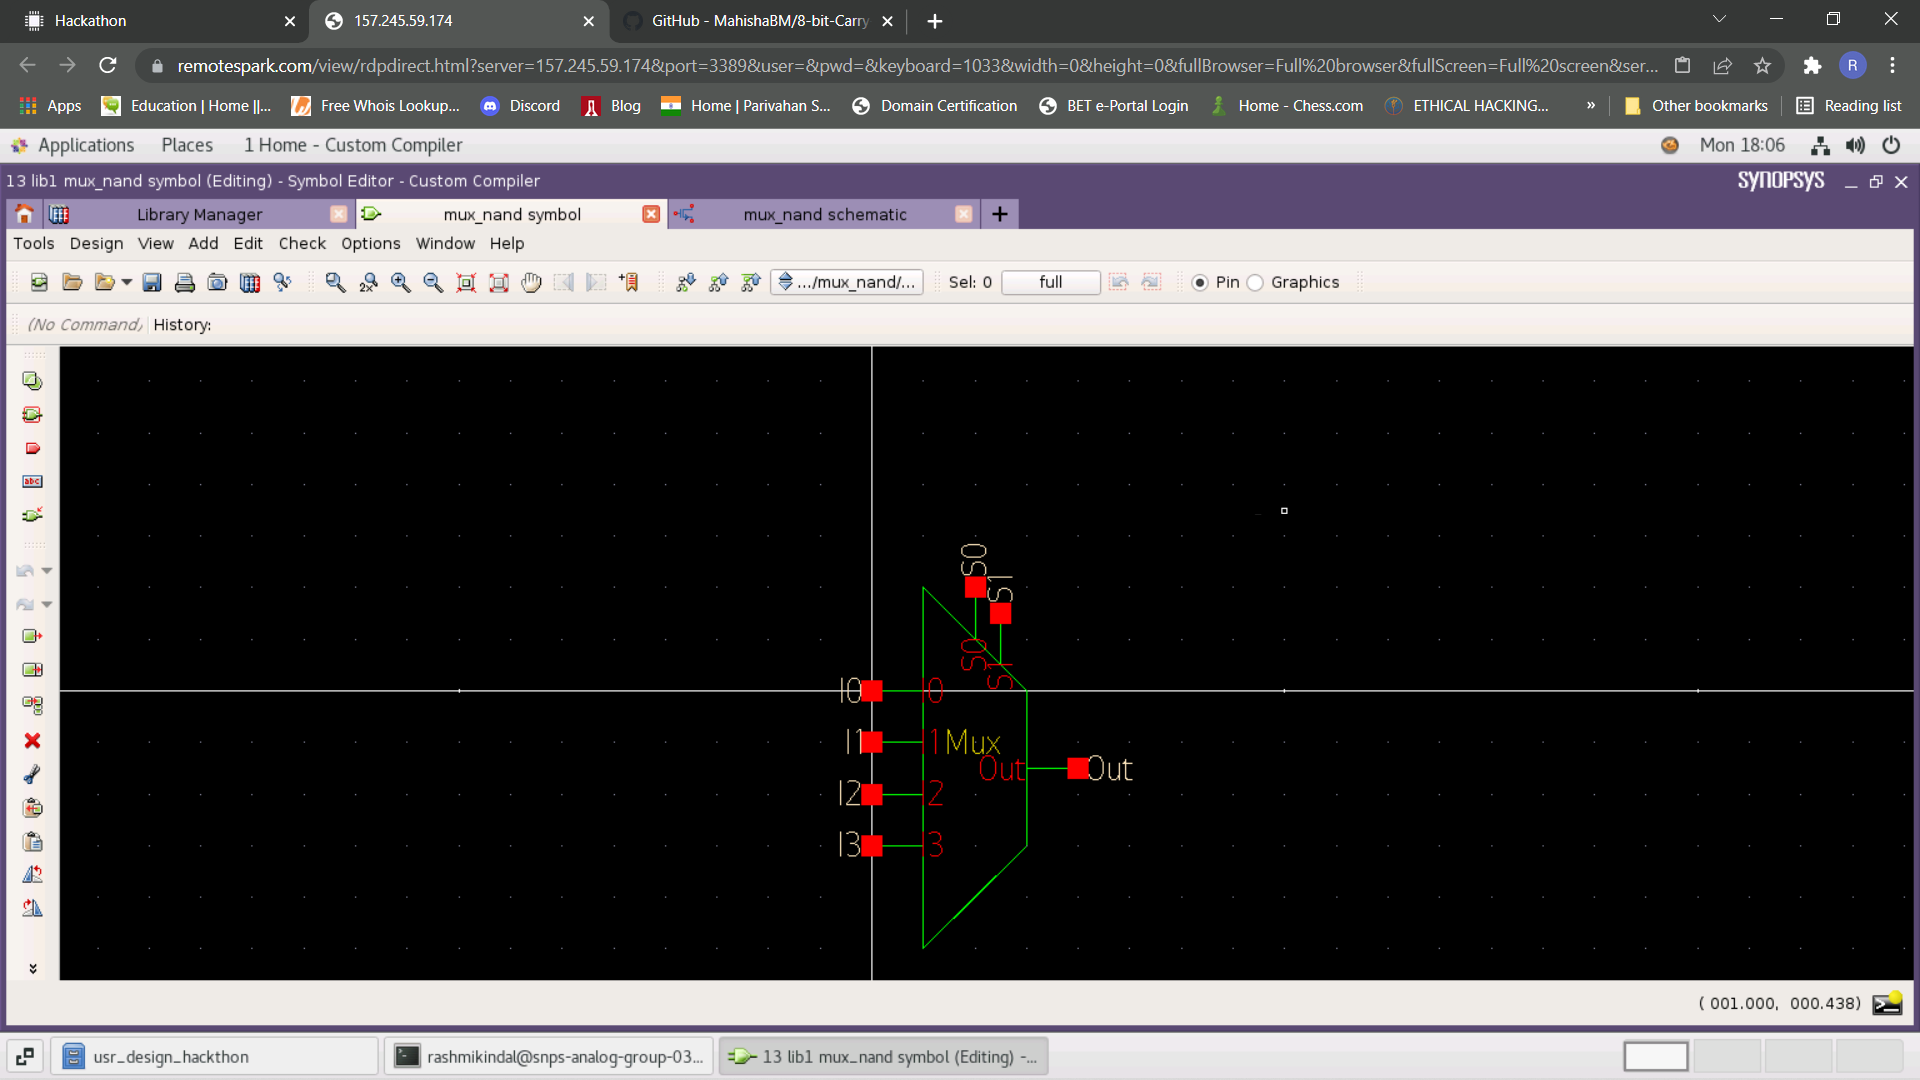 Hackathon
157.245.59.174
GitHub - MahishaBM/8-bit-Carry
remotespark.com/view/rdpdirect.html?server=157.245.59.174&port=3389&user=&pwd=&keyboard=1033&width=0&height=0&fullBrowser=Full%20browser&fullScreen=Full%20screen&ser...
R
Apps
Education | Home ||...
Free Whois Lookup...
Discord
Blog
Home | Parivahan S...
Domain Certification
BET e-Portal Login
Home - Chess.com
ETHICAL HACKING...
»
Other bookmarks
Reading list
Applications Places 1 Home - Custom Compiler
Mon 18:06
13 lib1 mux_nand symbol (Editing) - Symbol Editor - Custom Compiler
SYNOPSYS
Library Manager
mux_nand symbol
mux_nand schematic
Tools Design View Add Edit Check Options Window Help
.../mux_nand/...
Sel: 0
full
Pin
Graphics
(No Command)
History:
abc
S0
S1
S0
S1
I0
I0
I1
I1
Mux
Out
Out
I2
I2
I3
I3
( 001.000, 000.438)
usr_design_hackthon
rashmikindal@snps-analog-group-03...
13 lib1 mux_nand symbol (Editing) -...